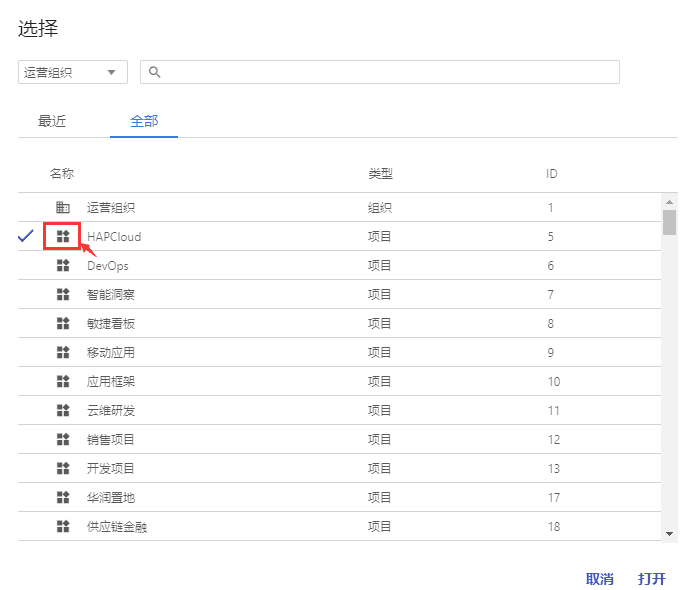 选择
运营组织
最近 全部
名称 类型 ID
运营组织 组织 1
HAPCloud 项目 5
DevOps 项目 6
智能洞察 项目 7
敏捷看板 项目 8
移动应用 项目 9
应用框架 项目 10
云维研发 项目 11
销售项目 项目 12
开发项目 项目 13
华润置地 项目 17
供应链金融 项目 18
取消 打开